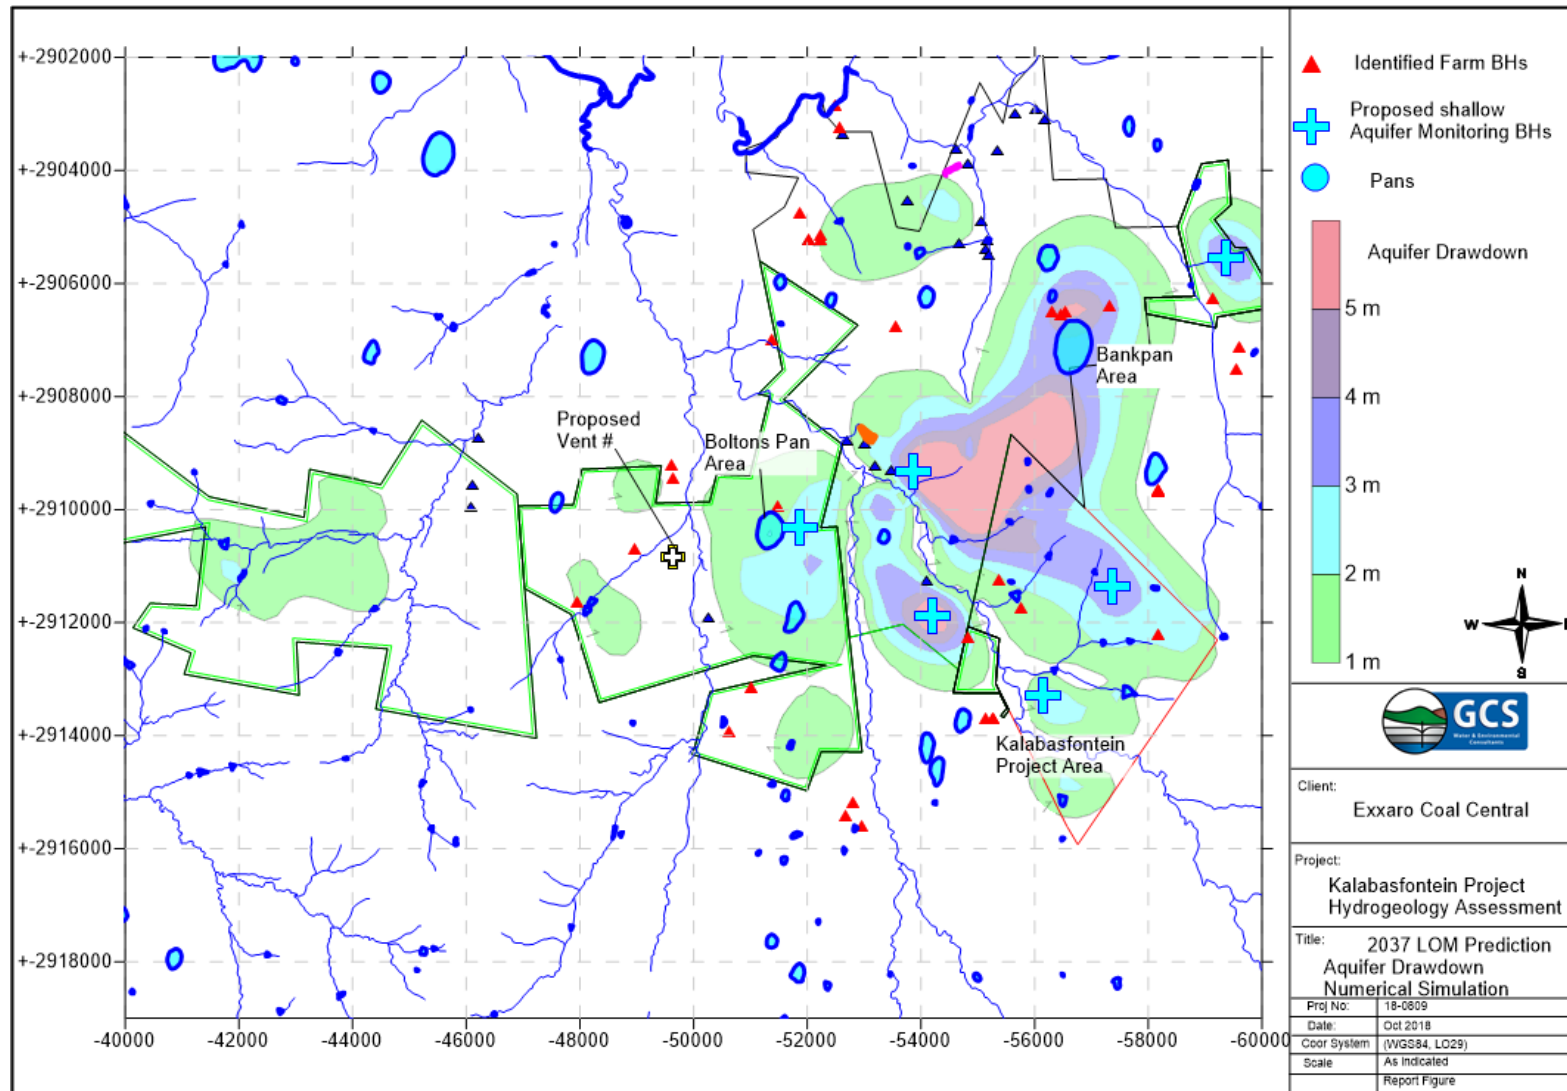 +-2902000
+-2904000
+-2906000
+-2908000
+-2910000
+-2912000
+-2914000
+-2916000
+-2918000
-40000
-42000
-44000
-46000
-48000
-50000
-52000
-54000
-56000
-58000
-60000
Proposed
Vent #
Boltons Pan
Area
Bankpan
Area
Kalabasfontein
Project Area
Identified Farm BHs
Proposed shallow
Aquifer Monitoring BHs
Pans
Aquifer Drawdown
5 m
4 m
3 m
2 m
1 m
N
W
E
S
GCS
Water & Environmental
Consultants
Client:
Exxaro Coal Central
Project:
Kalabasfontein Project
Hydrogeology Assessment
Title:
2037 LOM Prediction
Aquifer Drawdown
Numerical Simulation
Proj No: 18-0809
Date: Oct 2018
Coor System (WGS84, LO29)
Scale As Indicated
Report Figure